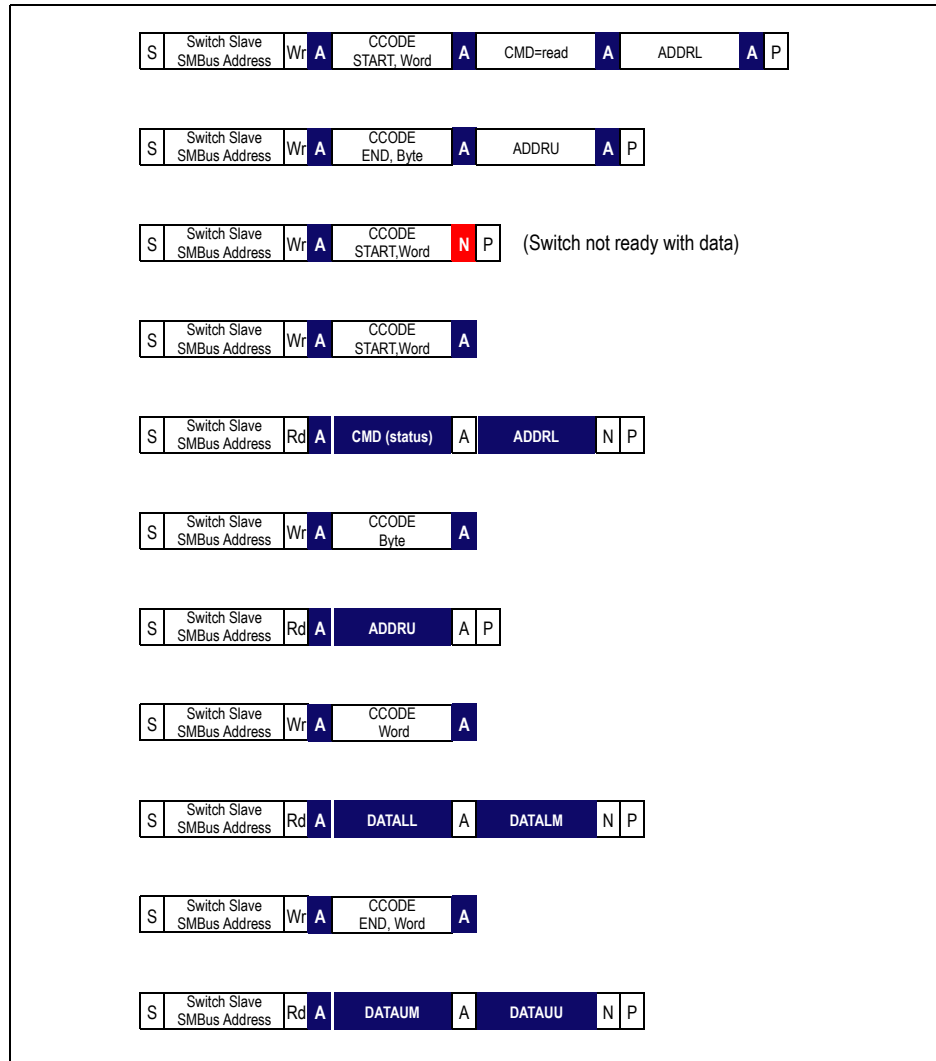 S Switch Slave SMBus Address Wr A CCODE START, Word A CMD=read A ADDRL A P
S Switch Slave SMBus Address Wr A CCODE END, Byte A ADDRU A P
S Switch Slave SMBus Address Wr A CCODE START,Word N P (Switch not ready with data)
S Switch Slave SMBus Address Wr A CCODE START,Word A
S Switch Slave SMBus Address Rd A CMD (status) A ADDRL N P
S Switch Slave SMBus Address Wr A CCODE Byte A
S Switch Slave SMBus Address Rd A ADDRU A P
S Switch Slave SMBus Address Wr A CCODE Word A
S Switch Slave SMBus Address Rd A DATALL A DATALM N P
S Switch Slave SMBus Address Wr A CCODE END, Word A
S Switch Slave SMBus Address Rd A DATAUM A DATAUU N P